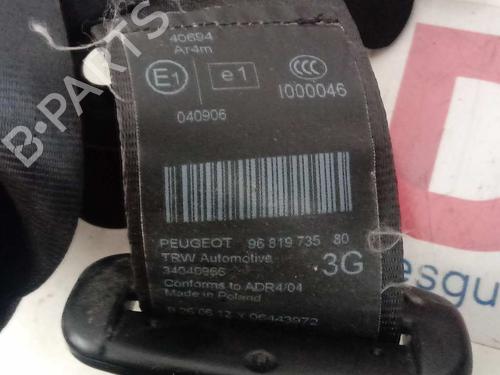 B-PARTS
40694
Ar4m
E1 e1 CCC
I000046
040906
PEUGEOT 96 819 735 80
TRW Automotive 3G
34040966
Conforms to ADR4/04
Made in Poland
D
esgu